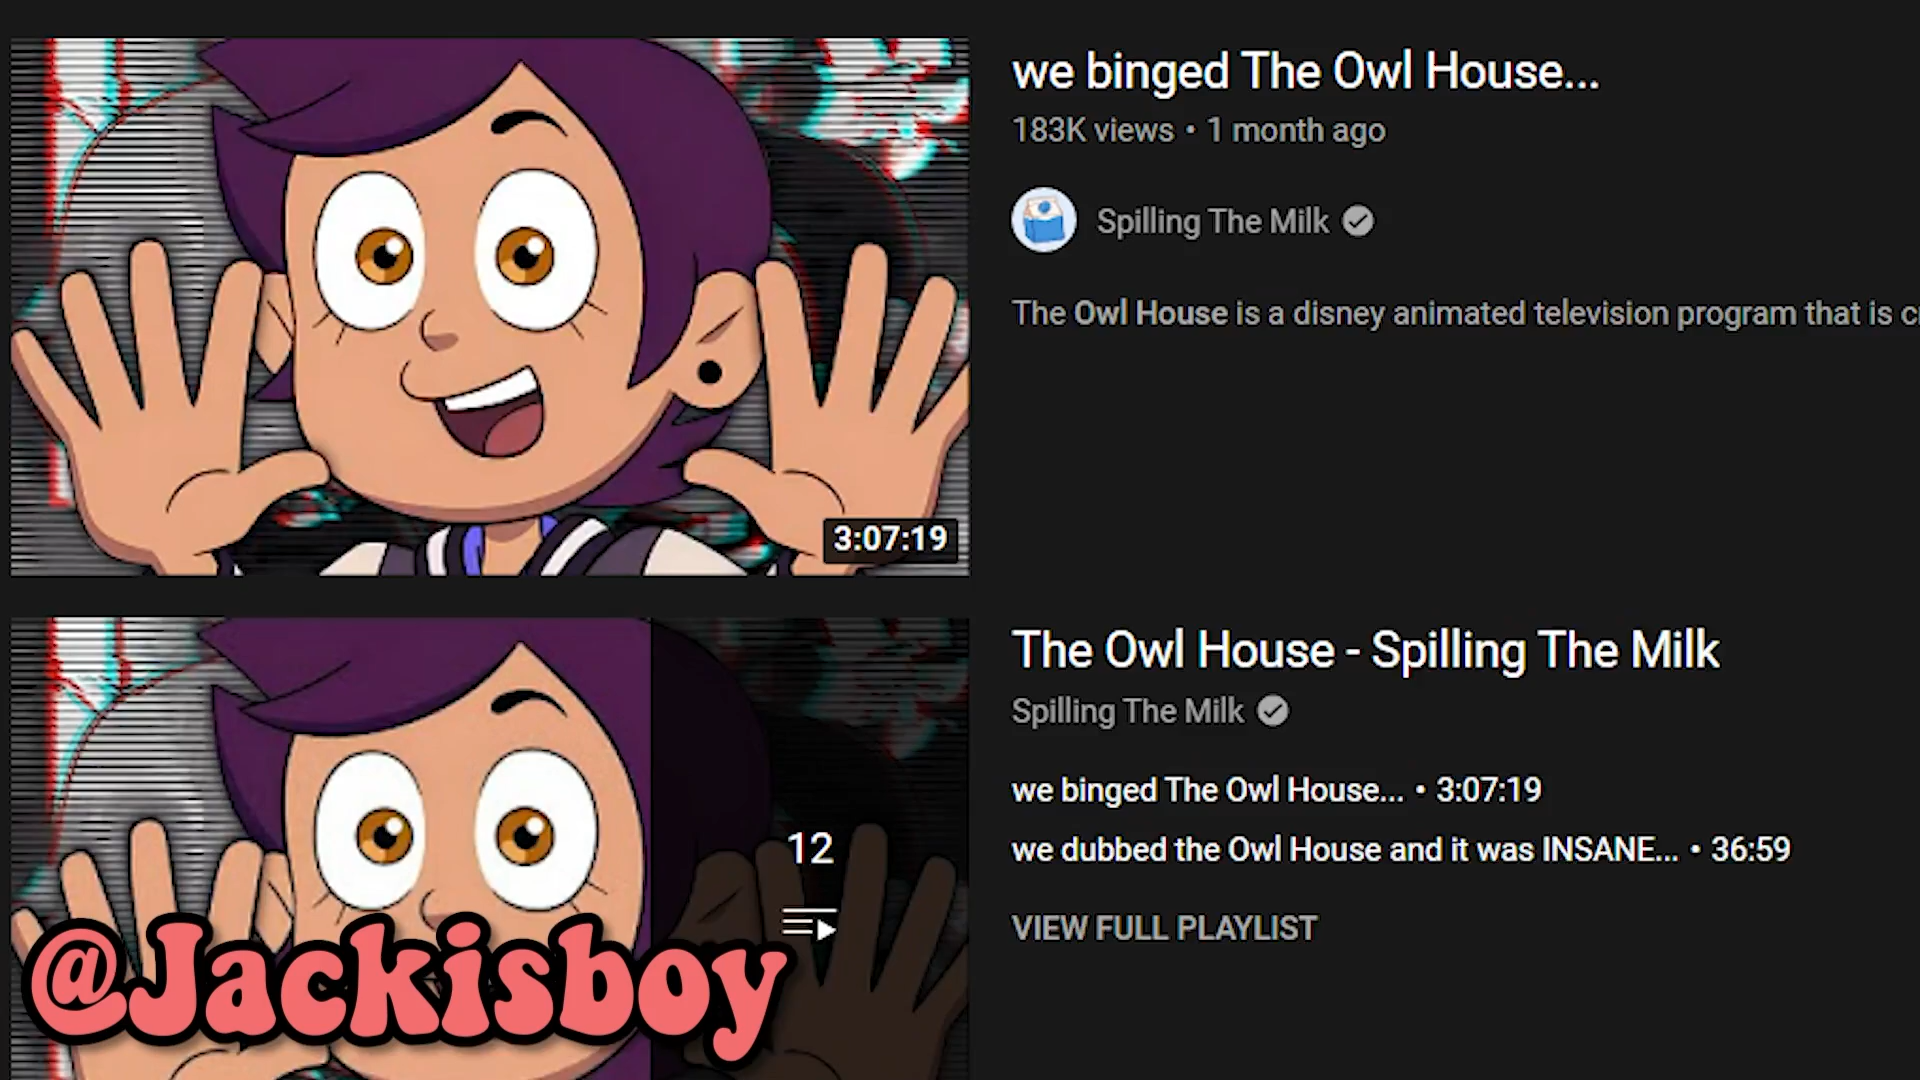 we binged The Owl House...
183K views • 1 month ago
Spilling The Milk
The Owl House is a disney animated television program that is
3:07:19
The Owl House - Spilling The Milk
Spilling The Milk
we binged The Owl House... • 3:07:19
we dubbed the Owl House and it was INSANE... • 36:59
12
VIEW FULL PLAYLIST
@Jackisboy